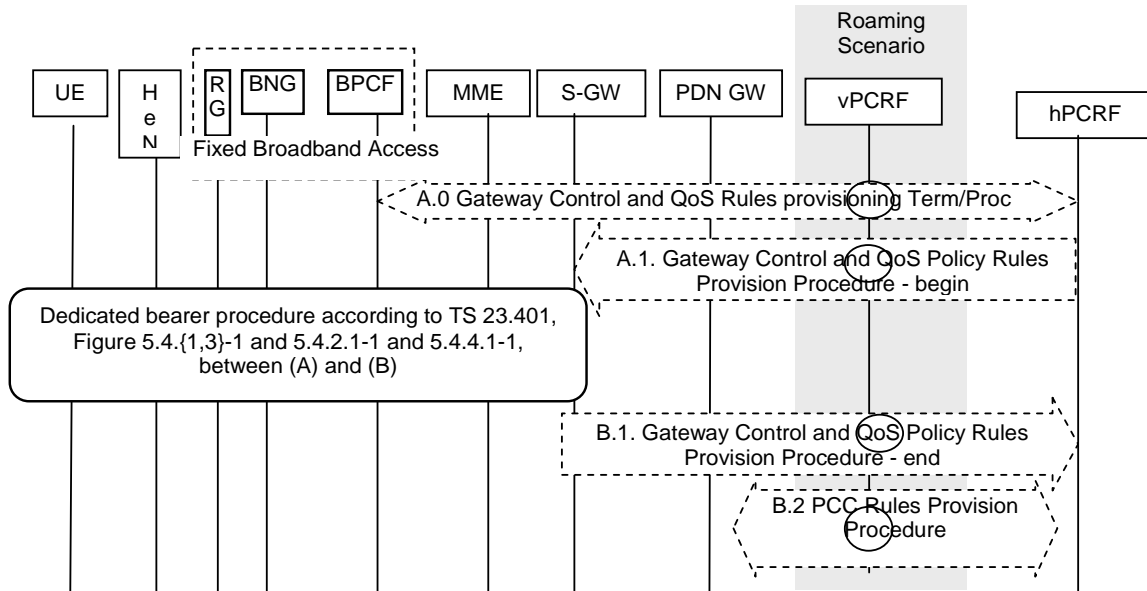 Roaming
Scenario
UE
H
e
N
R
G
BNG
BPCF
MME
S-GW
PDN GW
vPCRF
hPCRF
Fixed Broadband Access
A.0 Gateway Control and QoS Rules provisioning Term/Proc
A.1. Gateway Control and QoS Policy Rules
Provision Procedure - begin
Dedicated bearer procedure according to TS 23.401,
Figure 5.4.{1,3}-1 and 5.4.2.1-1 and 5.4.4.1-1,
between (A) and (B)
B.1. Gateway Control and QoS Policy Rules
Provision Procedure - end
B.2 PCC Rules Provision
Procedure